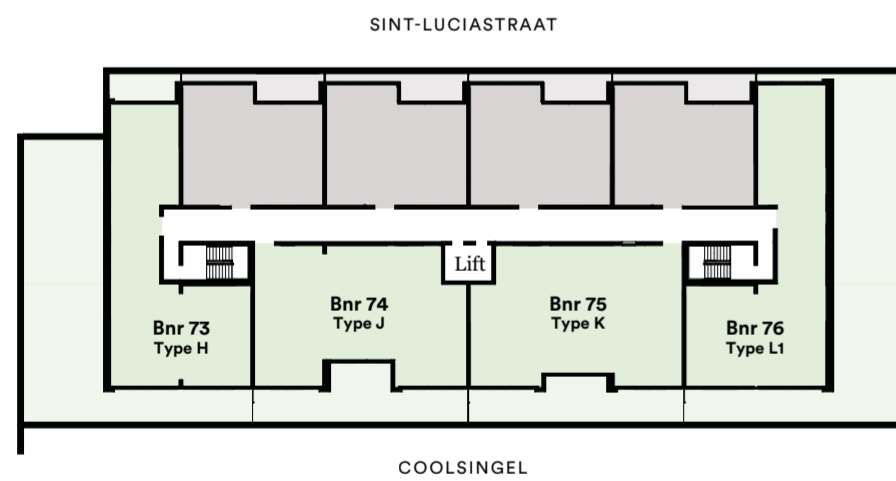 SINT-LUCIASTRAAT
Lift
Bnr 74
Type J
Bnr 75
Type K
Bnr 73
Type H
Bnr 76
Type L1
COOLSINGEL